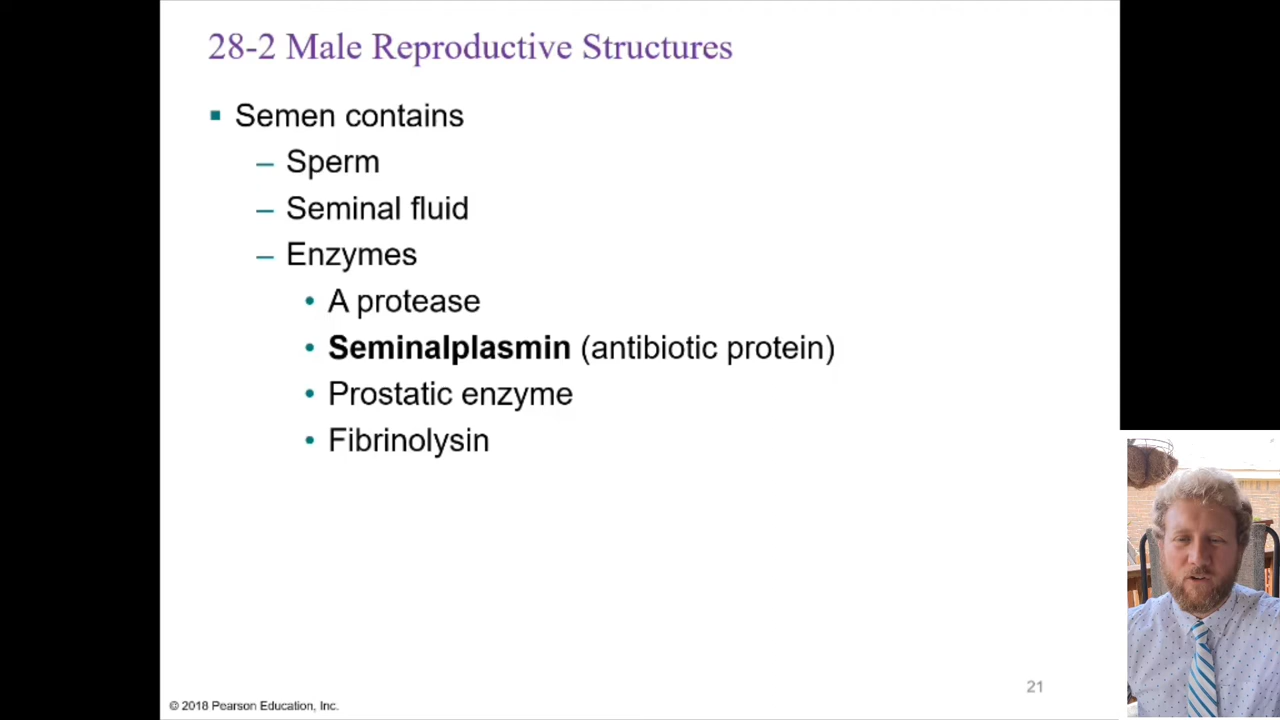 28-2 Male Reproductive Structures
▪ Semen contains
– Sperm
– Seminal fluid
– Enzymes
• A protease
• Seminalplasmin (antibiotic protein)
• Prostatic enzyme
• Fibrinolysin
21
© 2018 Pearson Education, Inc.